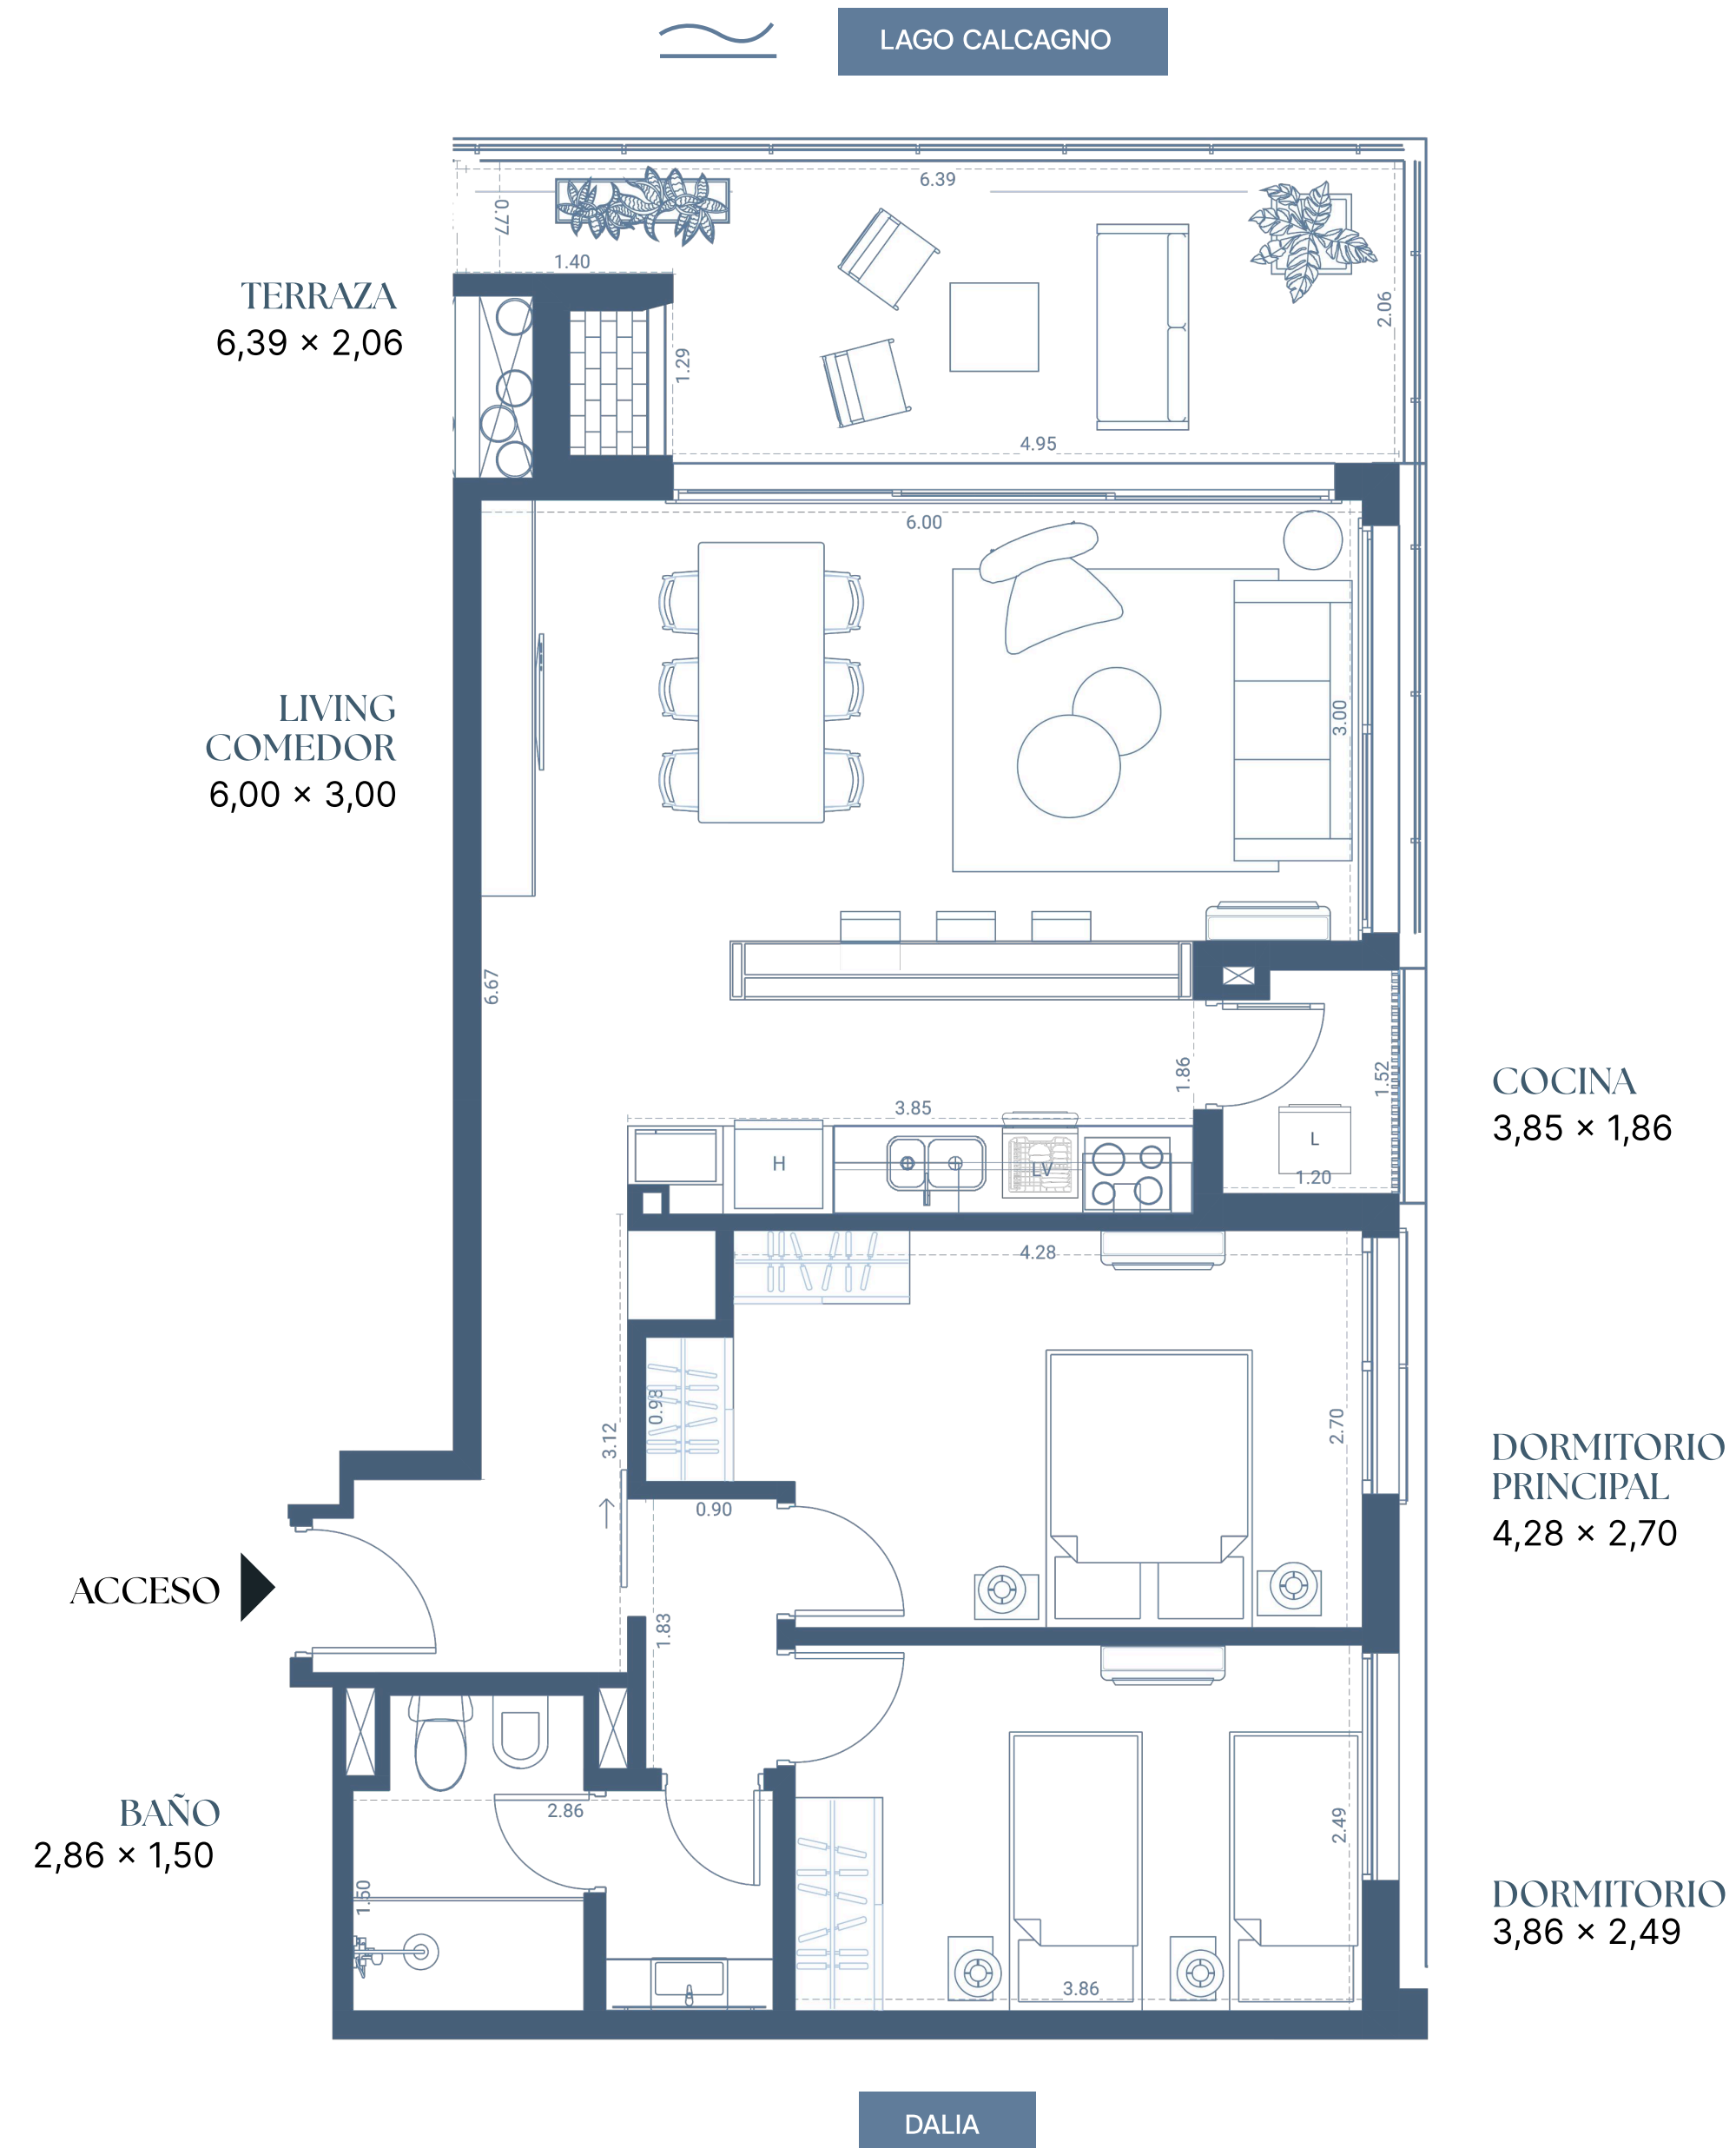 LAGO CALCAGNO
6.39
0.77
1.40
TERRAZA
6,39 × 2,06
2.06
1.29
4.95
6.00
LIVING
COMEDOR
6,00 × 3,00
3.00
6.67
1.86
1.52
COCINA
3,85 × 1,86
3.85
H
LV
L
1.20
4.28
0.98
3.12
2.70
DORMITORIO
PRINCIPAL
4,28 × 2,70
0.90
ACCESO
1.83
BAÑO
2,86 × 1,50
2.86
1.50
2.49
DORMITORIO
3,86 × 2,49
3.86
DALIA